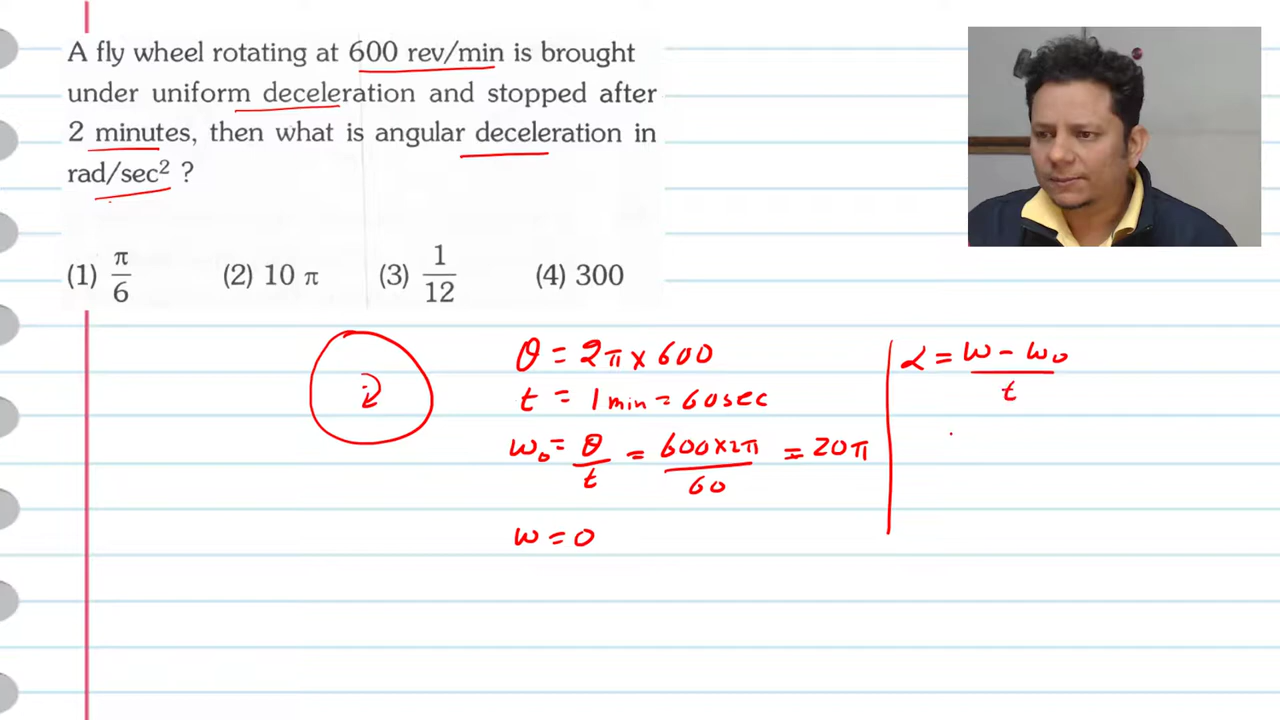 A fly wheel rotating at 600 rev/min is brought
under uniform deceleration and stopped after
2 minutes, then what is angular deceleration in
rad/sec² ?
(1) π/6 (2) 10 π (3) 1/12 (4) 300
θ = 2π × 600
t = 1 min = 60 sec
ω₀ = θ/t = 600×2π/60 = 20π
ω = 0
α = ω - ω₀/t